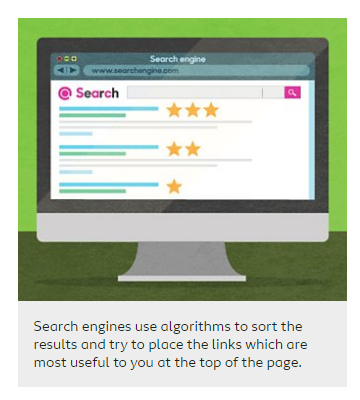 Search engine
www.searchengine.com
Search
Search engines use algorithms to sort the
results and try to place the links which are
most useful to you at the top of the page.